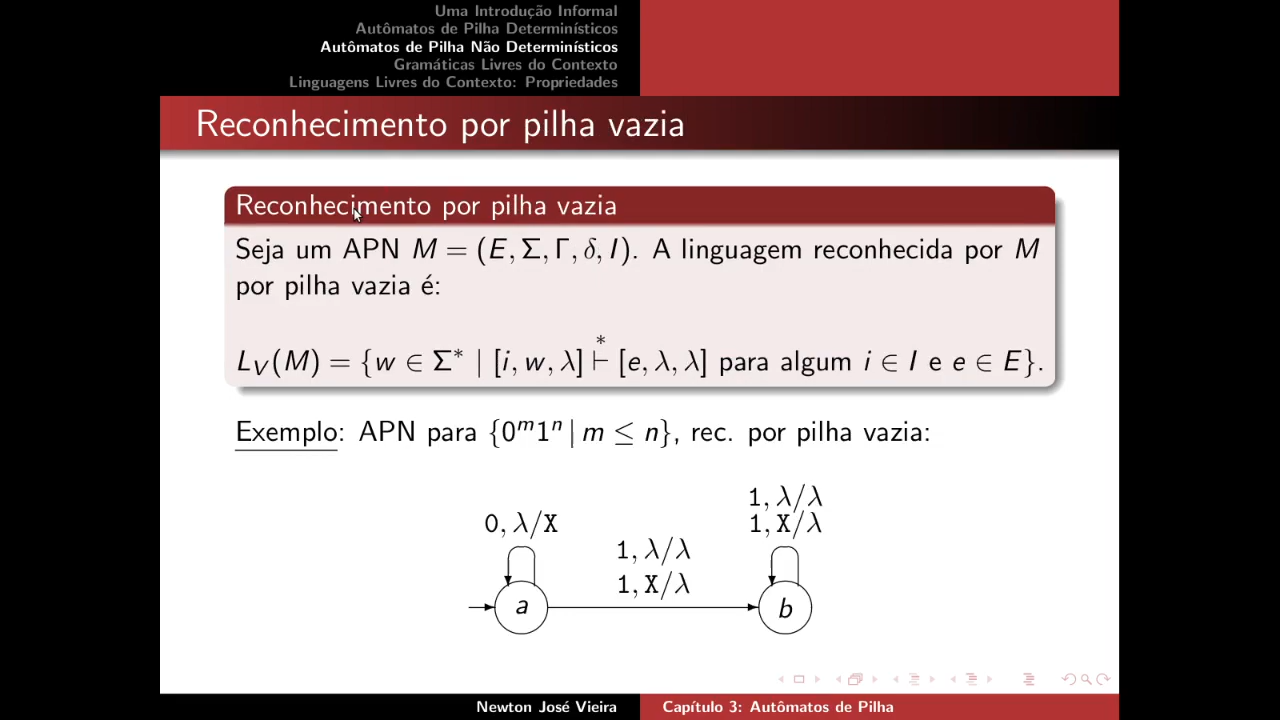 Uma Introdução Informal
Autômatos de Pilha Determinísticos
Autômatos de Pilha Não Determinísticos
Gramáticas Livres do Contexto
Linguagens Livres do Contexto: Propriedades
Reconhecimento por pilha vazia
Reconhecimento por pilha vazia
Seja um APN M = (E, Σ, Γ, δ, I). A linguagem reconhecida por M
por pilha vazia é:
L_V(M) = {w ∈ Σ* | [i, w, λ] ⊢* [e, λ, λ] para algum i ∈ I e e ∈ E}.
Exemplo: APN para {0^m1^n | m ≤ n}, rec. por pilha vazia:
0, λ/X
1, λ/λ
1, X/λ
1, λ/λ
1, X/λ
a
b
Newton José Vieira
Capítulo 3: Autômatos de Pilha